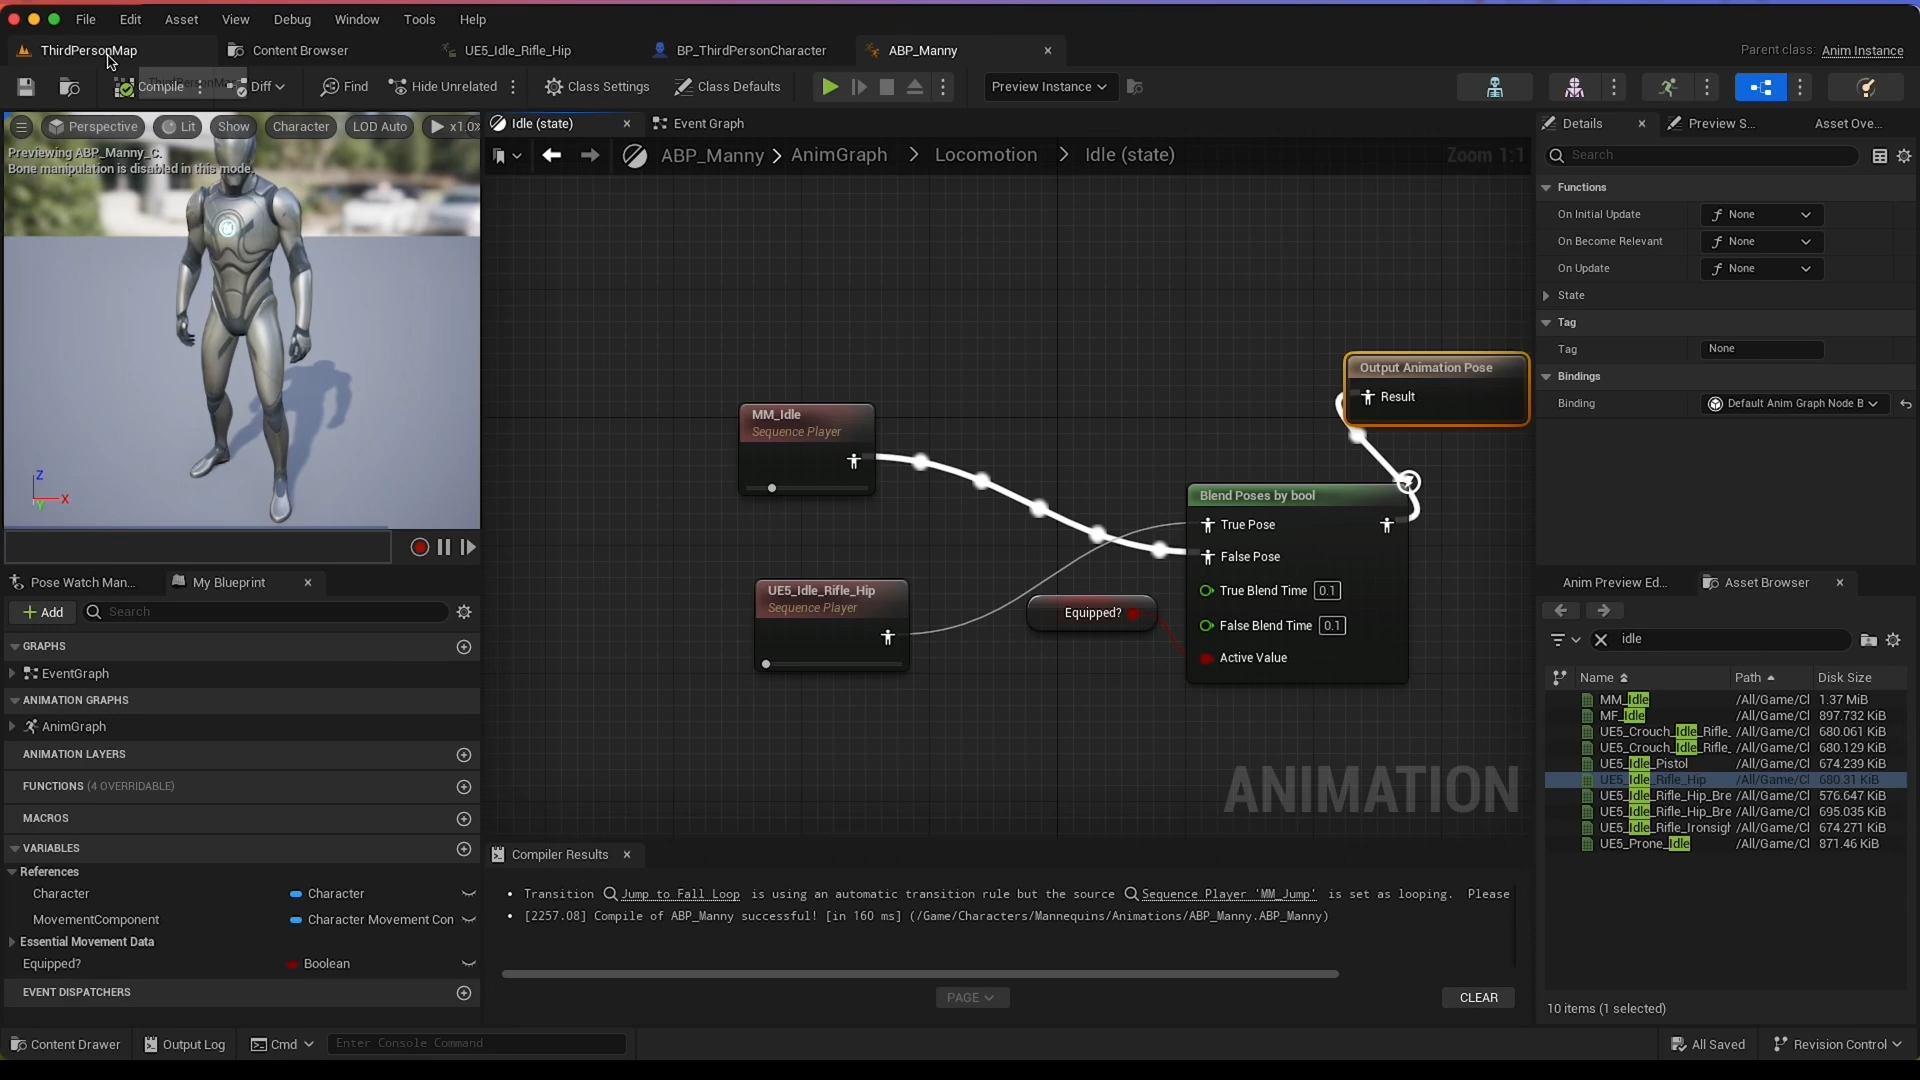 File Edit Asset View Debug Window Tools Help
ThirdPersonMap Content Browser UE5_Idle_Rifle_Hip BP_ThirdPersonCharacter ABP_Manny Parent class: Anim Instance
Compile Diff Find Hide Unrelated Class Settings Class Defaults Preview Instance
Perspective Lit Show Character LOD Auto x1.0
Previewing ABP_Manny_C.
Bone manipulation is disabled in this mode.
Z
X
Y
Idle (state) Event Graph
ABP_Manny > AnimGraph > Locomotion > Idle (state) Zoom 1:1
MM_Idle
Sequence Player
UE5_Idle_Rifle_Hip
Sequence Player
Equipped?
Blend Poses by bool
True Pose
False Pose
True Blend Time 0.1
False Blend Time 0.1
Active Value
Output Animation Pose
Result
ANIMATION
Details Preview S... Asset Ove...
Search
Functions
On Initial Update None
On Become Relevant None
On Update None
State
Tag
Tag None
Bindings
Binding Default Anim Graph Node B
Pose Watch Man... My Blueprint
Add Search
GRAPHS
EventGraph
ANIMATION GRAPHS
AnimGraph
ANIMATION LAYERS
FUNCTIONS (4 OVERRIDABLE)
MACROS
VARIABLES
References
Character Character
MovementComponent Character Movement Con
Essential Movement Data
Equipped? Boolean
EVENT DISPATCHERS
Compiler Results
• Transition Jump to Fall Loop is using an automatic transition rule but the source Sequence Player 'MM_Jump' is set as looping. Please
• [2257.08] Compile of ABP_Manny successful! [in 160 ms] (/Game/Characters/Mannequins/Animations/ABP_Manny.ABP_Manny)
PAGE CLEAR
Anim Preview Ed... Asset Browser
idle
Name Path Disk Size
MM_Idle /All/Game/Cl 1.37 MiB
MF_Idle /All/Game/Cl 897.732 KiB
UE5_Crouch_Idle_Rifle_ /All/Game/Cl 680.061 KiB
UE5_Crouch_Idle_Rifle_ /All/Game/Cl 680.129 KiB
UE5_Idle_Pistol /All/Game/Cl 674.239 KiB
UE5_Idle_Rifle_Hip /All/Game/Cl 680.31 KiB
UE5_Idle_Rifle_Hip_Bre /All/Game/Cl 576.647 KiB
UE5_Idle_Rifle_Hip_Bre /All/Game/Cl 695.035 KiB
UE5_Idle_Rifle_Ironsigh /All/Game/Cl 674.271 KiB
UE5_Prone_Idle /All/Game/Cl 871.46 KiB
10 items (1 selected)
Content Drawer Output Log Cmd Enter Console Command All Saved Revision Control